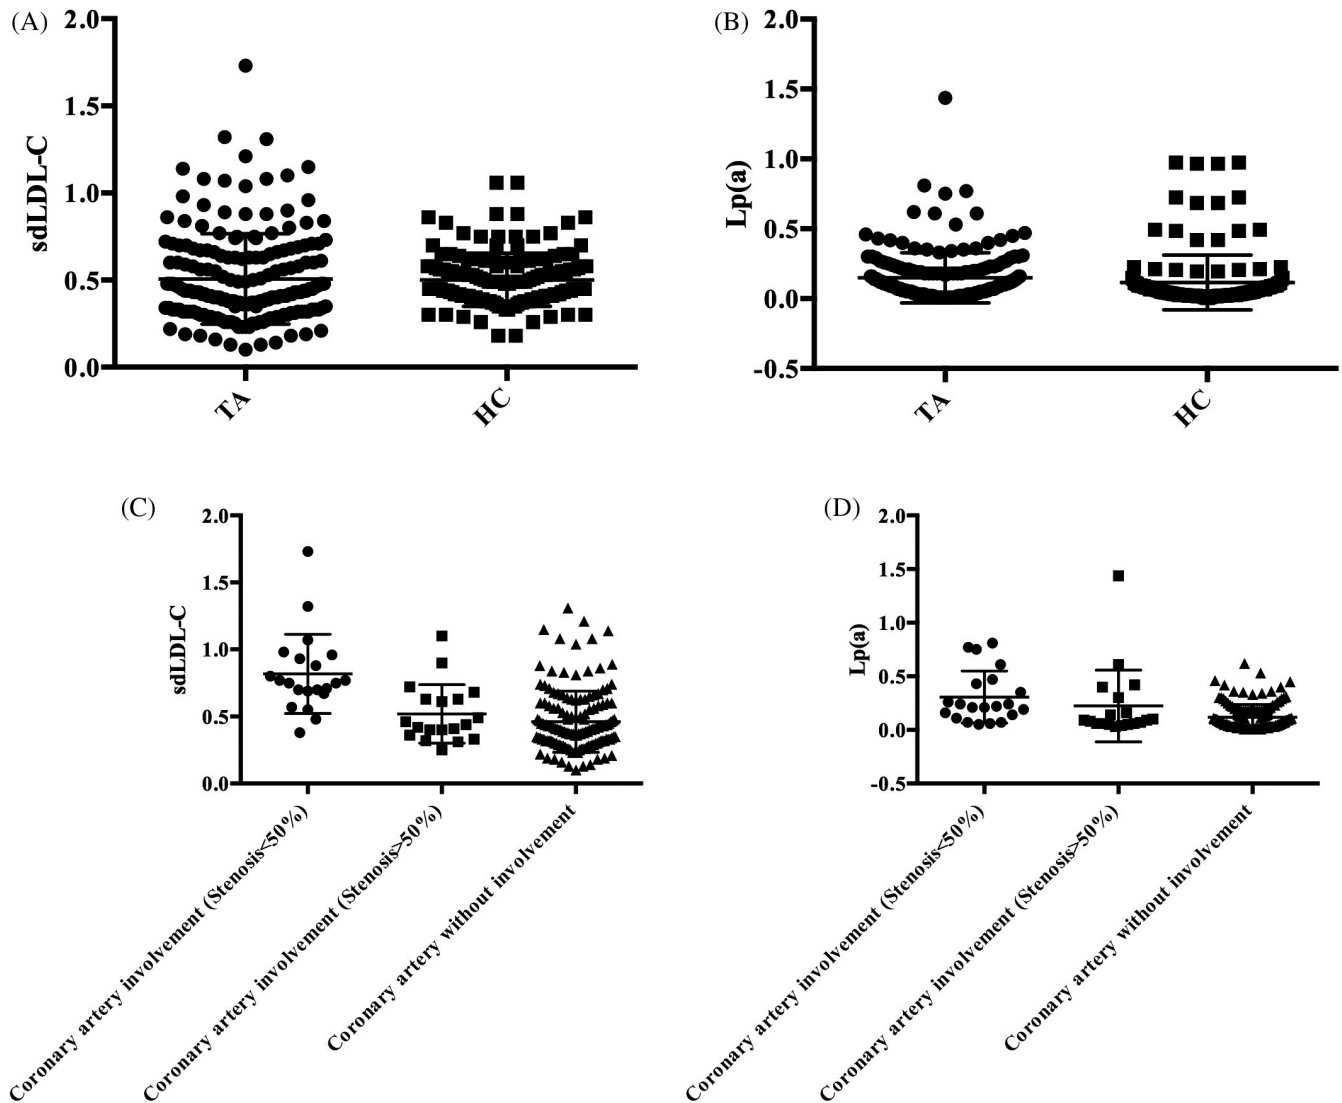 (A)
2.0
1.5
1.0
0.5
0.0
sdLDL-C
TA
HC
(B)
2.0
1.5
1.0
0.5
0.0
-0.5
Lp(a)
TA
HC
(C)
2.0
1.5
1.0
0.5
0.0
sdLDL-C
Coronary artery involvement (Stenosis<50%)
Coronary artery involvement (Stenosis>50%)
Coronary artery without involvement
(D)
2.0
1.5
1.0
0.5
0.0
-0.5
Lp(a)
Coronary artery involvement (Stenosis<50%)
Coronary artery involvement (Stenosis>50%)
Coronary artery without involvement